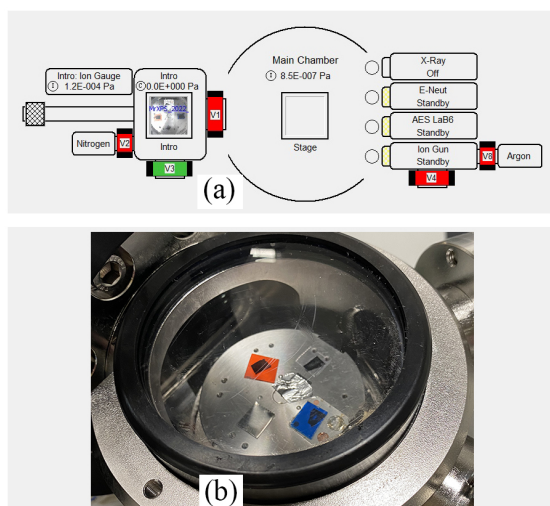 Intro: Ion Gauge
1.2E-004 Pa
Intro
0.0E+000 Pa
Intro
Nitrogen
V2
V3
V1
Main Chamber
8.5E-007 Pa
Stage
X-Ray
Off
E-Neut
Standby
AES LaB6
Standby
Ion Gun
Standby
V4
V8
Argon
(a)
(b)